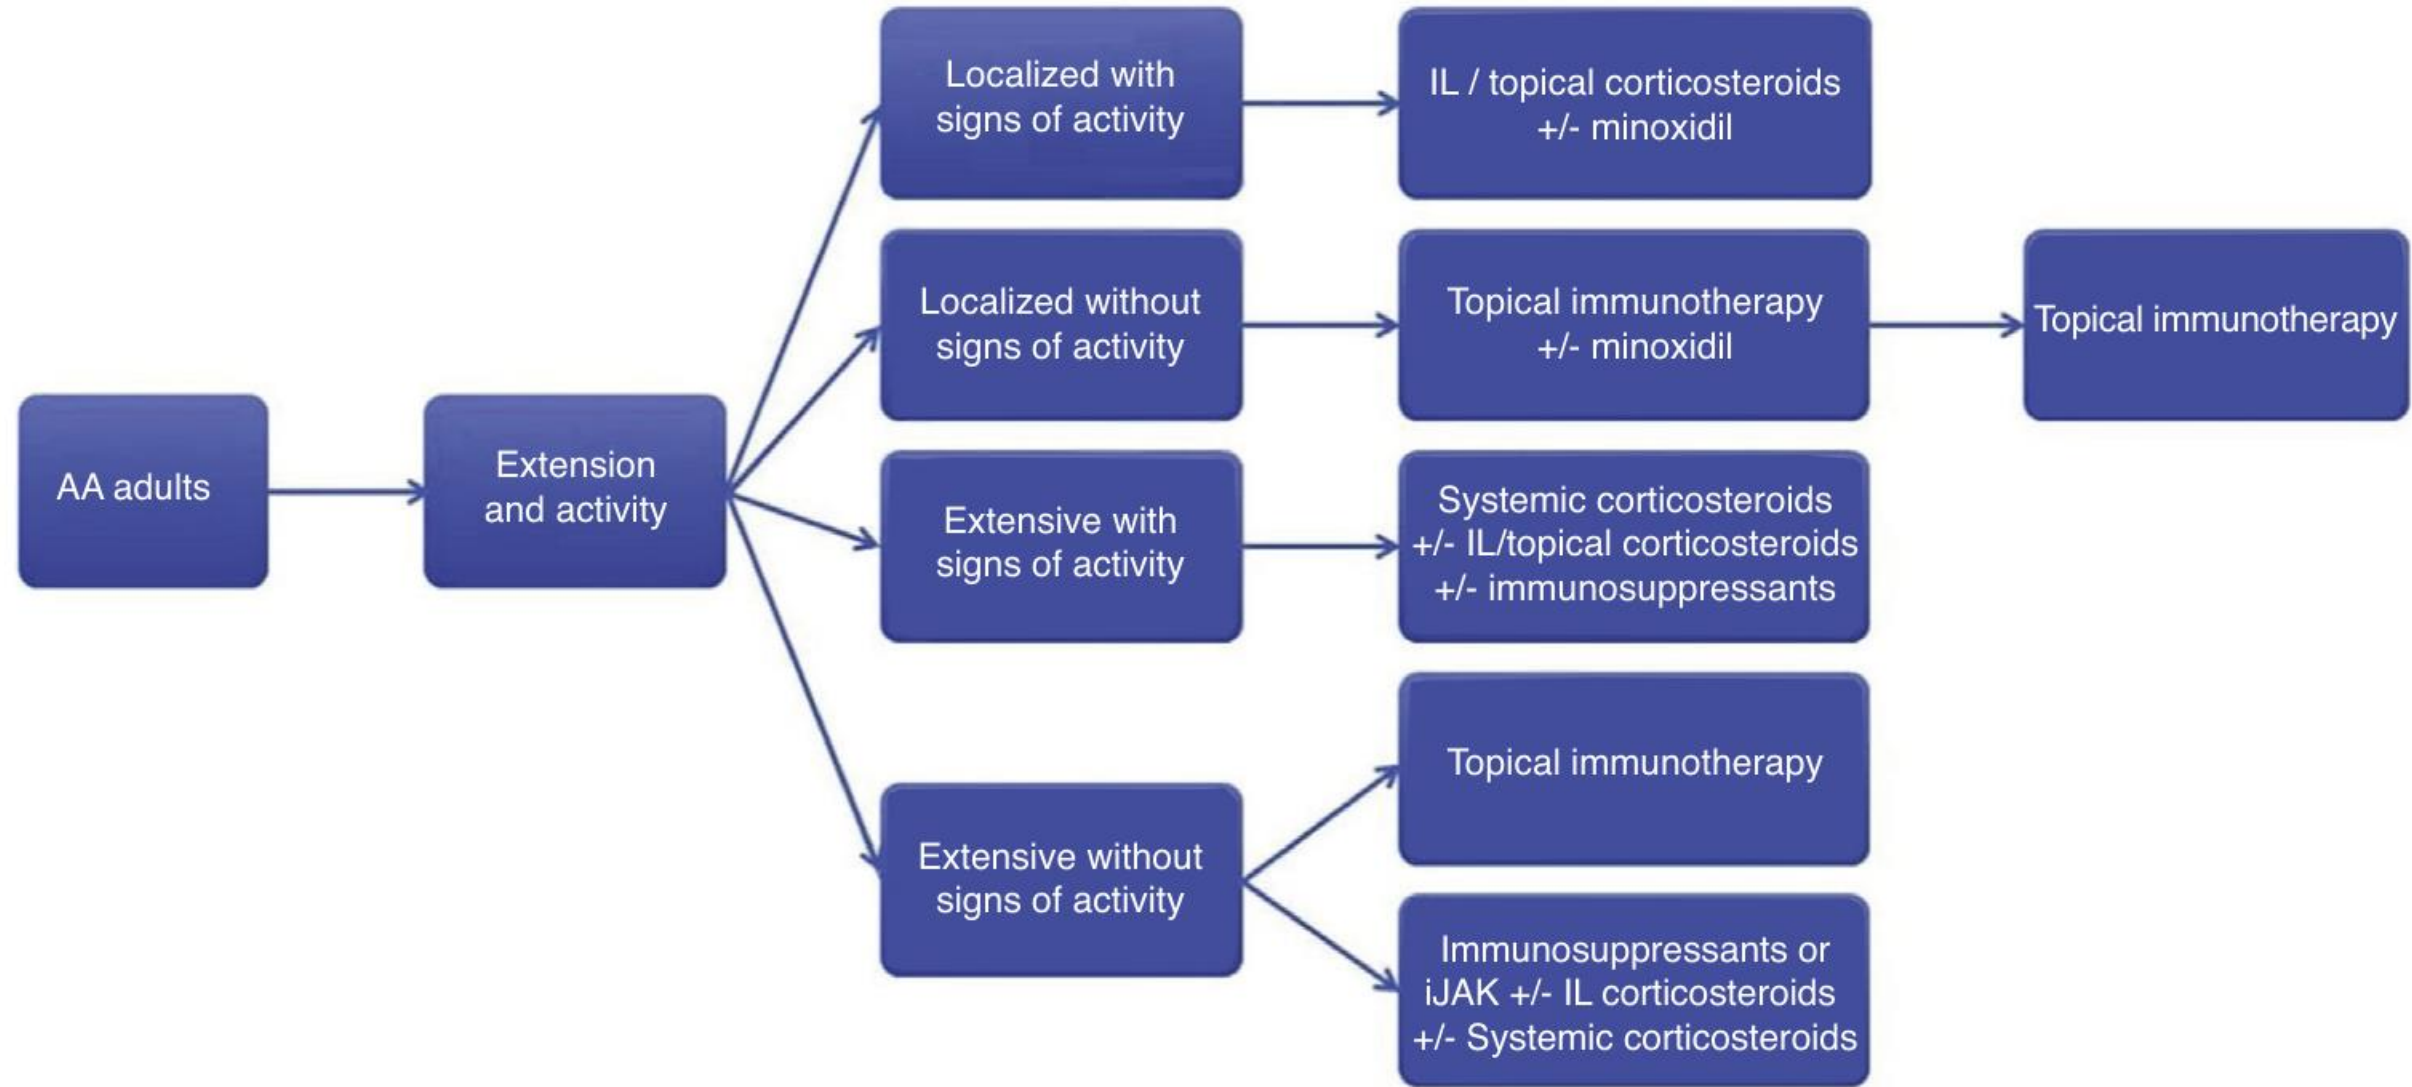 AA adults
Extension
and activity
Localized with
signs of activity
IL / topical corticosteroids
+/- minoxidil
Localized without
signs of activity
Topical immunotherapy
+/- minoxidil
Topical immunotherapy
Extensive with
signs of activity
Systemic corticosteroids
+/- IL/topical corticosteroids
+/- immunosuppressants
Extensive without
signs of activity
Topical immunotherapy
Immunosuppressants or
iJAK +/- IL corticosteroids
+/- Systemic corticosteroids